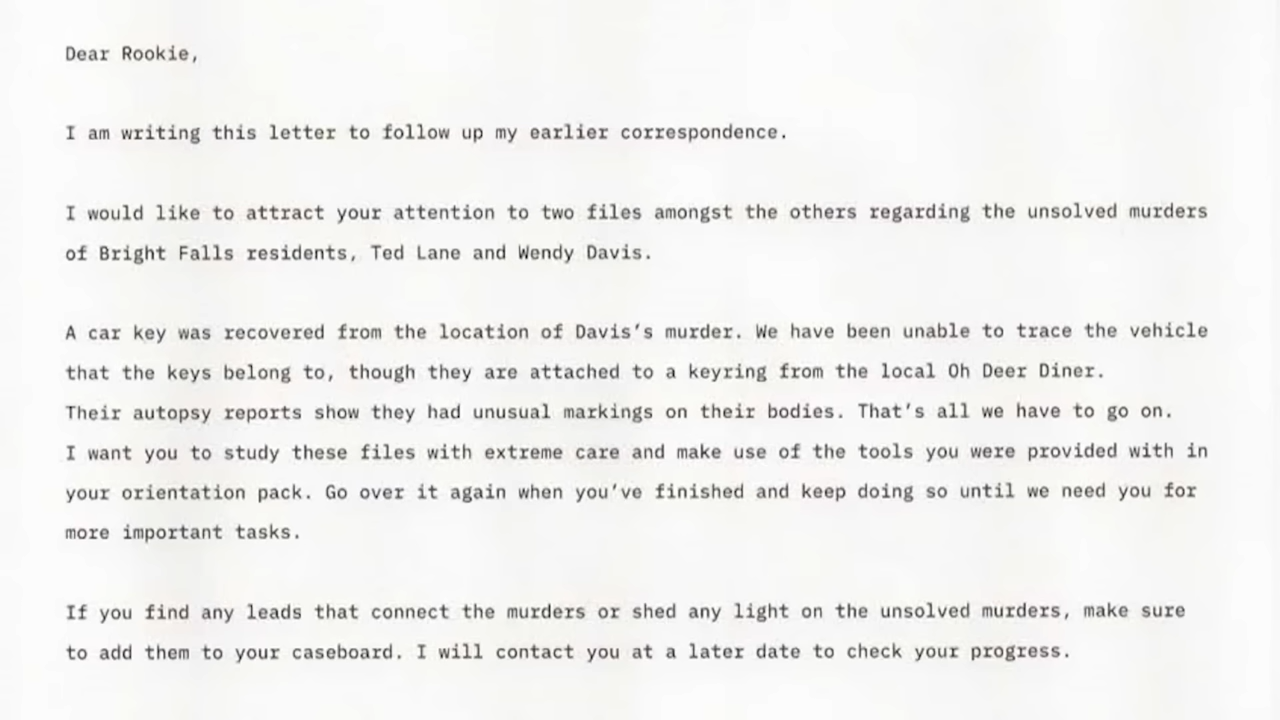 Dear Rookie,
I am writing this letter to follow up my earlier correspondence.
I would like to attract your attention to two files amongst the others regarding the unsolved murders
of Bright Falls residents, Ted Lane and Wendy Davis.
A car key was recovered from the location of Davis’s murder. We have been unable to trace the vehicle
that the keys belong to, though they are attached to a keyring from the local Oh Deer Diner.
Their autopsy reports show they had unusual markings on their bodies. That’s all we have to go on.
I want you to study these files with extreme care and make use of the tools you were provided with in
your orientation pack. Go over it again when you’ve finished and keep doing so until we need you for
more important tasks.
If you find any leads that connect the murders or shed any light on the unsolved murders, make sure
to add them to your caseboard. I will contact you at a later date to check your progress.